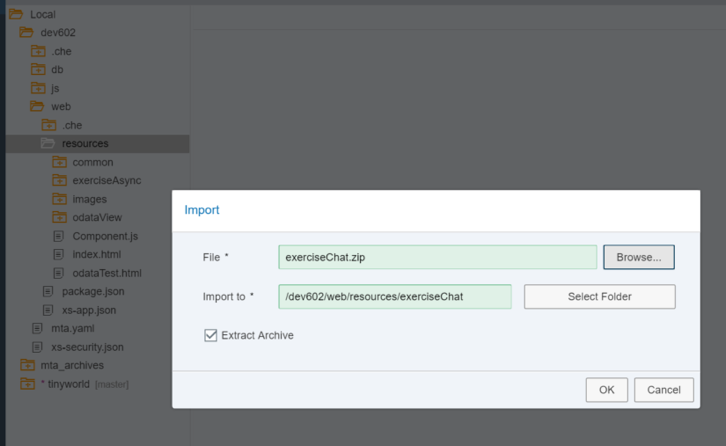 Local
dev602
.che
db
js
web
.che
resources
common
exerciseAsync
images
odataView
Component.js
index.html
odataTest.html
package.json
xs-app.json
mta.yaml
xs-security.json
mta_archives
* tinyworld [master]
Import
File * exerciseChat.zip Browse...
Import to * /dev602/web/resources/exerciseChat Select Folder
Extract Archive
OK Cancel